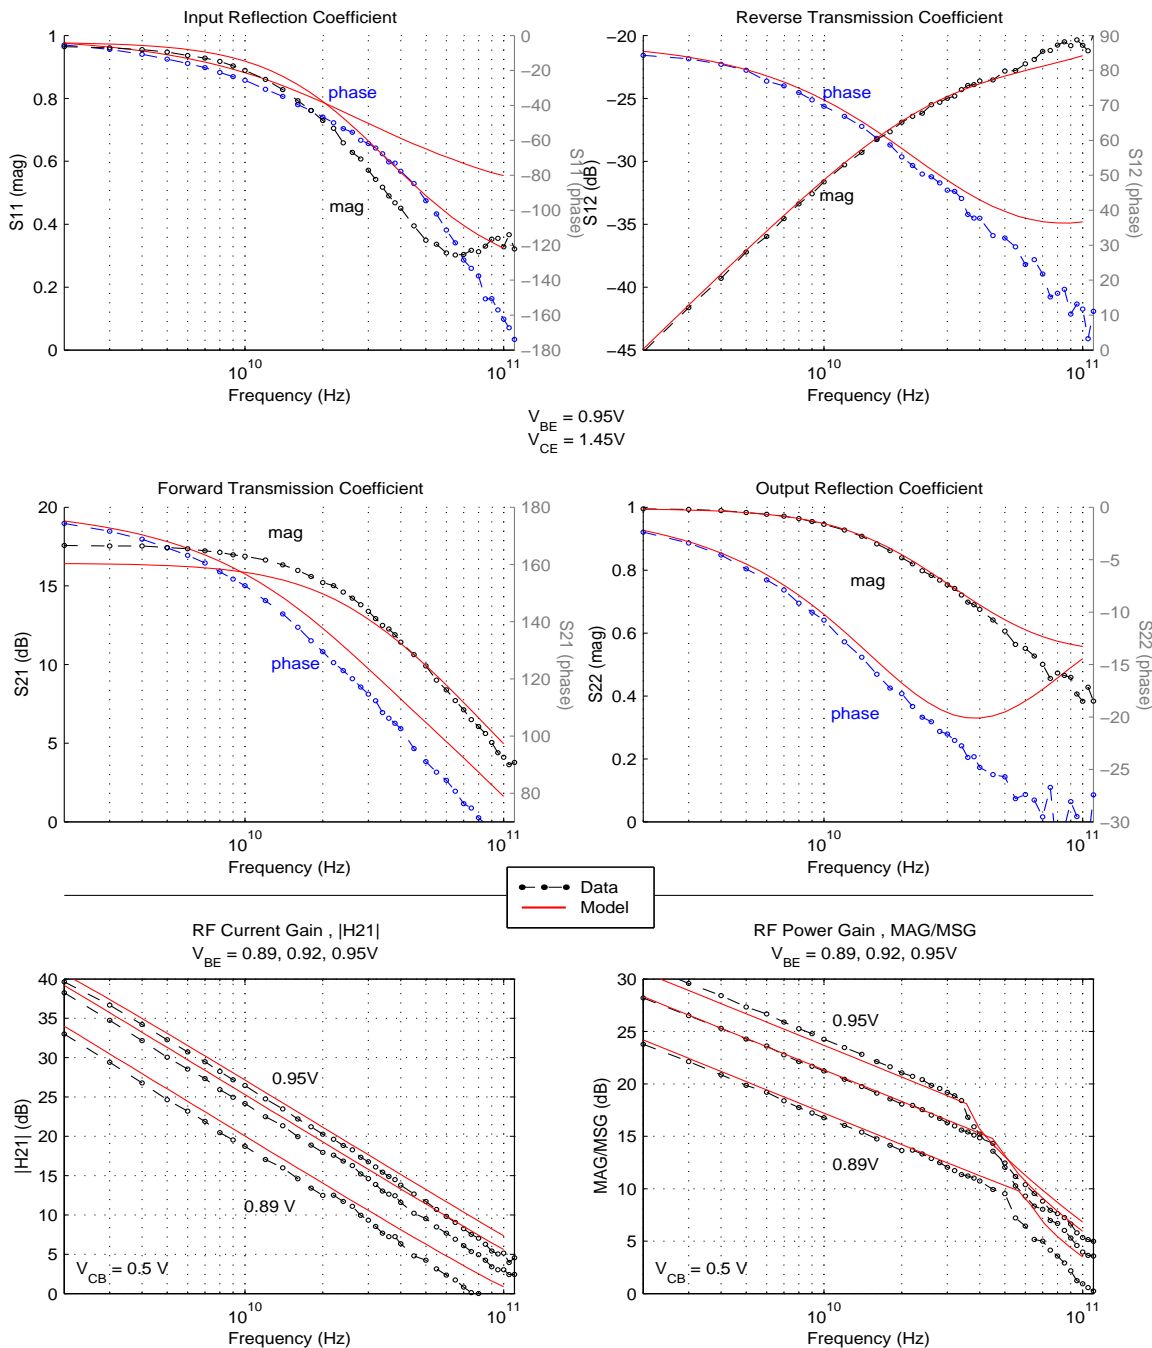 Input Reflection Coefficient
1
0.8
0.6
0.4
0.2
0
S11 (mag)
0
−20
−40
−60
−80
−100
−120
−140
−160
−180
S11 (phase)
phase
mag
10^10
10^11
Frequency (Hz)
Reverse Transmission Coefficient
−20
−25
−30
−35
−40
−45
S12 (dB)
90
80
70
60
50
40
30
20
10
0
S12 (phase)
phase
mag
10^10
10^11
Frequency (Hz)
V_BE = 0.95V
V_CE = 1.45V
Forward Transmission Coefficient
20
15
10
5
0
S21 (dB)
180
160
140
120
100
80
S21 (phase)
mag
phase
10^10
10^11
Frequency (Hz)
Output Reflection Coefficient
1
0.8
0.6
0.4
0.2
0
S22 (mag)
0
−5
−10
−15
−20
−25
−30
S22 (phase)
mag
phase
10^10
10^11
Frequency (Hz)
Data
Model
RF Current Gain , |H21|
V_BE = 0.89, 0.92, 0.95V
40
35
30
25
20
15
10
5
0
|H21| (dB)
0.95V
0.89 V
V_CB = 0.5 V
10^10
10^11
Frequency (Hz)
RF Power Gain , MAG/MSG
V_BE = 0.89, 0.92, 0.95V
30
25
20
15
10
5
0
MAG/MSG (dB)
0.95V
0.89V
V_CB = 0.5 V
10^10
10^11
Frequency (Hz)